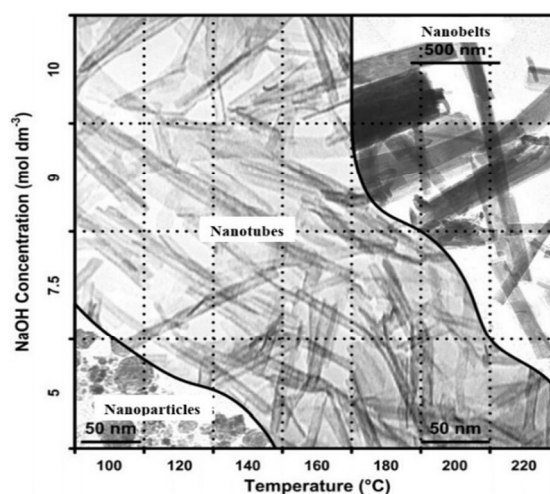 Nanobelts
500 nm
NaOH Concentration (mol dm-3)
10
9
7.5
5
Nanotubes
Nanoparticles
50 nm
50 nm
100 120 140 160 180 200 220
Temperature (°C)